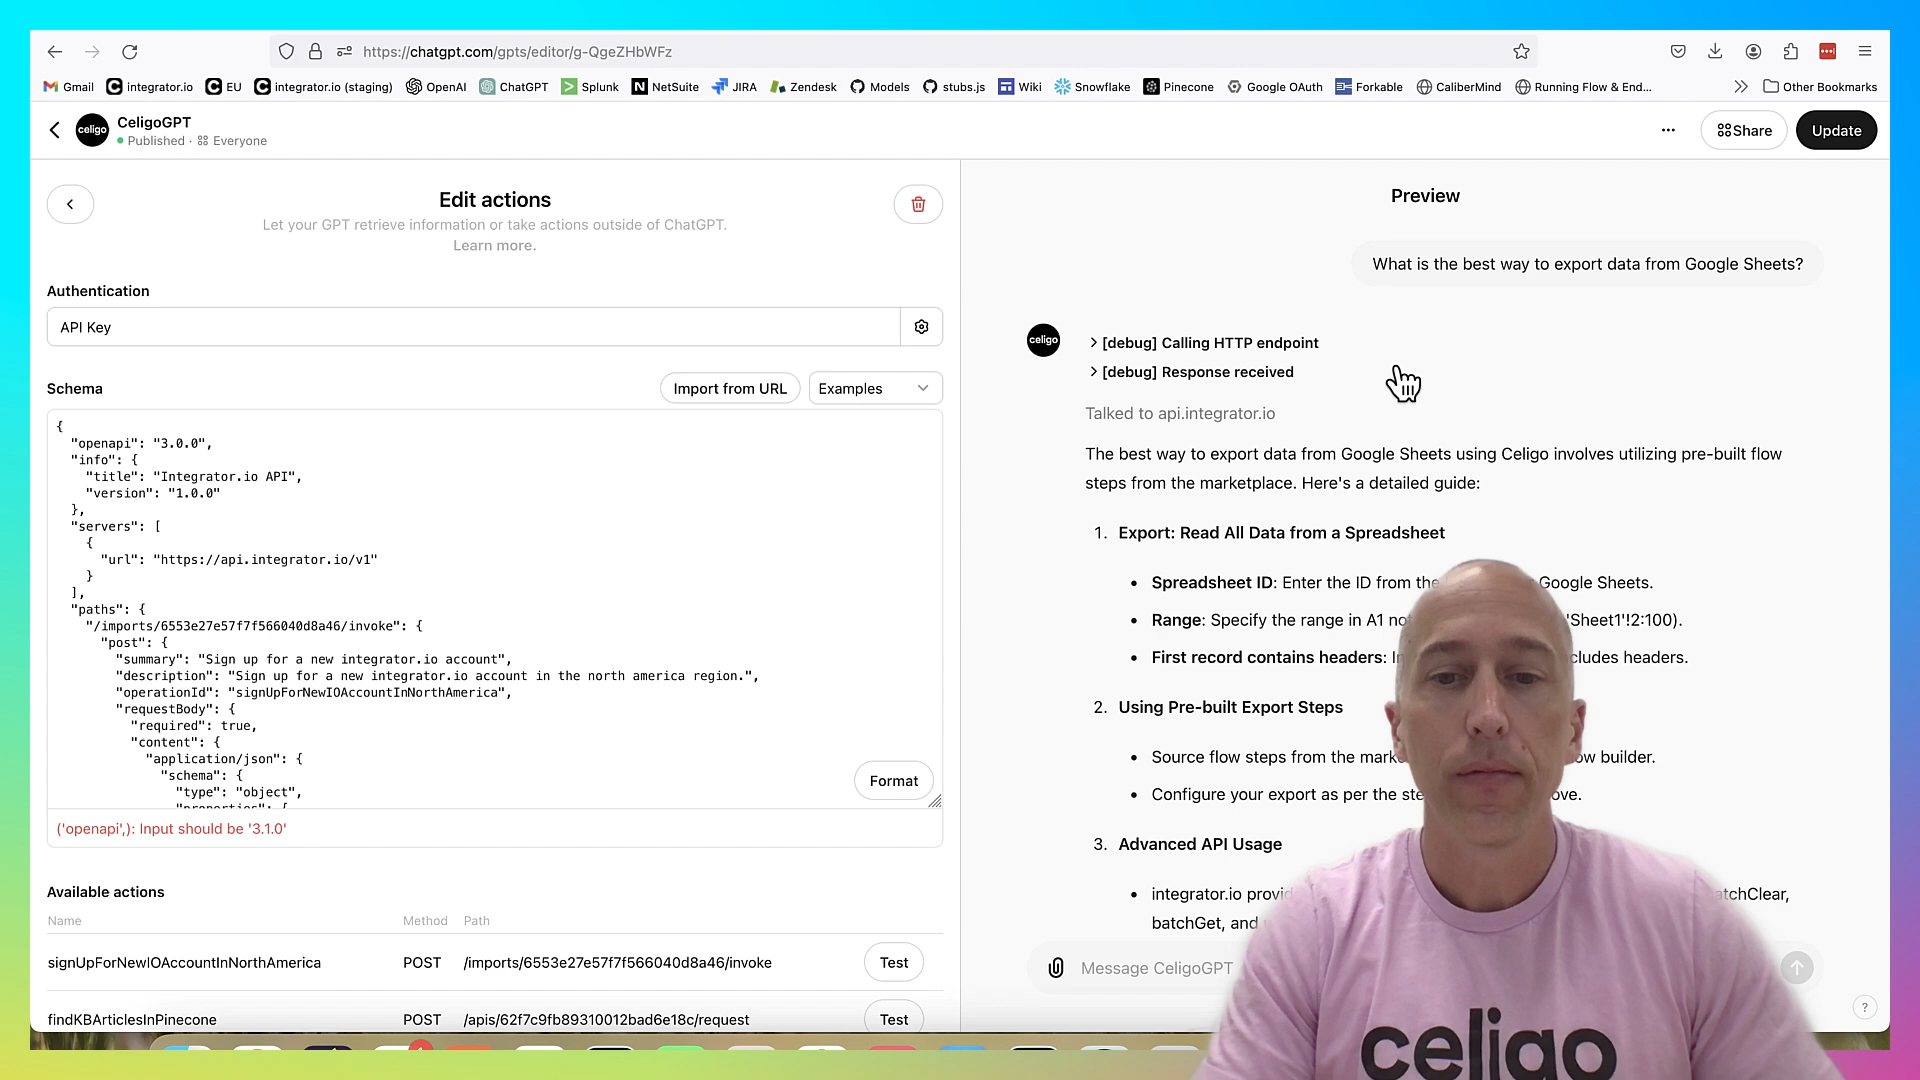 https://chatgpt.com/gpts/editor/g-QgeZHbWFz
Gmail integrator.io EU integrator.io (staging) OpenAI ChatGPT Splunk NetSuite JIRA Zendesk Models stubs.js Wiki Snowflake Pinecone Google OAuth Forkable CaliberMind Running Flow & End... Other Bookmarks
celigo
CeligoGPT
Published · Everyone
Share
Update
Edit actions
Let your GPT retrieve information or take actions outside of ChatGPT.
Learn more.
Authentication
API Key
Schema
Import from URL
Examples
{
"openapi": "3.0.0",
"info": {
"title": "Integrator.io API",
"version": "1.0.0"
},
"servers": [
{
"url": "https://api.integrator.io/v1"
}
],
"paths": {
"/imports/6553e27e57f7f566040d8a46/invoke": {
"post": {
"summary": "Sign up for a new integrator.io account",
"description": "Sign up for a new integrator.io account in the north america region.",
"operationId": "signUpForNewIOAccountInNorthAmerica",
"requestBody": {
"required": true,
"content": {
"application/json": {
"schema": {
"type": "object",
"properties": {
Format
('openapi',): Input should be '3.1.0'
Available actions
Name Method Path
signUpForNewIOAccountInNorthAmerica POST /imports/6553e27e57f7f566040d8a46/invoke Test
findKBArticlesInPinecone POST /apis/62f7c9fb89310012bad6e18c/request Test
Preview
What is the best way to export data from Google Sheets?
celigo
> [debug] Calling HTTP endpoint
> [debug] Response received
Talked to api.integrator.io
The best way to export data from Google Sheets using Celigo involves utilizing pre-built flow
steps from the marketplace. Here's a detailed guide:
1. Export: Read All Data from a Spreadsheet
• Spreadsheet ID: Enter the ID from the Google Sheets.
• Range: Specify the range in A1 'Sheet1'!2:100).
• First record contains headers: headers.
2. Using Pre-built Export Steps
• Source flow steps from the builder.
• Configure your export as per the
3. Advanced API Usage
• integrator.io
batchGet, and
Message CeligoGPT
?
celigo